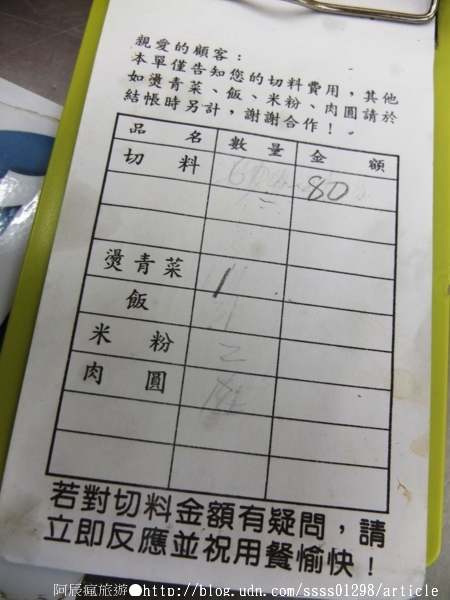 親愛的顧客：
本單僅告知您的切料費用，其他
如燙青菜、飯、米粉、肉圓請於
結帳時另計，謝謝合作！
品名 數量 金額
切料 80
燙青菜 1
飯
米粉 2
肉圓
若對切料金額有疑問，請
立即反應並祝用餐愉快！
阿辰瘋旅遊●http://blog.udn.com/ssss01298/article